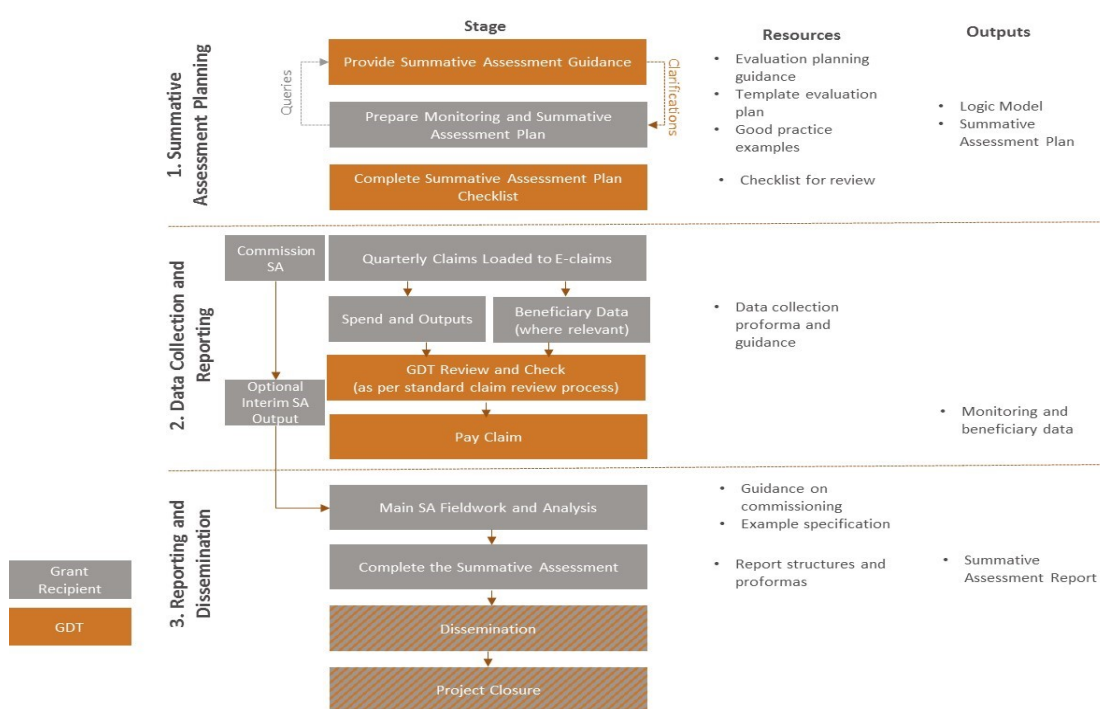 Stage
Resources
Outputs
1. Summative
Assessment Planning
Queries
Provide Summative Assessment Guidance
Clarifications
Prepare Monitoring and Summative
Assessment Plan
Complete Summative Assessment Plan
Checklist
• Evaluation planning
guidance
• Template evaluation
plan
• Good practice
examples
• Checklist for review
• Logic Model
• Summative
Assessment Plan
2. Data Collection and
Reporting
Commission
SA
Quarterly Claims Loaded to E-claims
Spend and Outputs
Beneficiary Data
(where relevant)
GDT Review and Check
(as per standard claim review process)
Optional
Interim SA
Output
Pay Claim
• Data collection
proforma and
guidance
• Monitoring and
beneficiary data
3. Reporting and
Dissemination
Main SA Fieldwork and Analysis
Complete the Summative Assessment
Dissemination
Project Closure
• Guidance on
commissioning
• Example specification
• Report structures and
proformas
• Summative
Assessment Report
Grant
Recipient
GDT